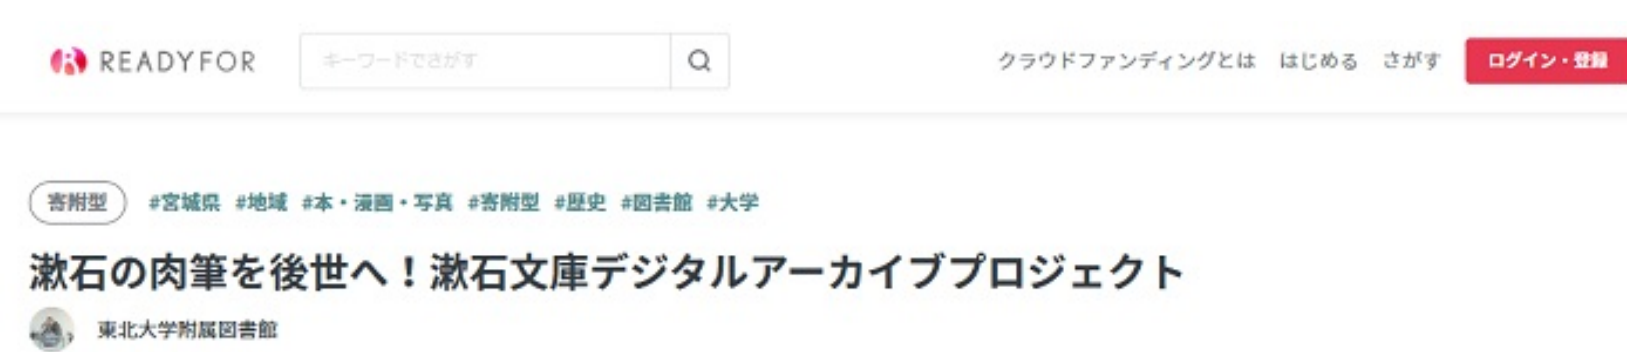 READYFOR キーワードでさがす クラウドファンディングとは はじめる さがす ログイン・登録
寄附型 #宮城県 #地域 #本・漫画・写真 #寄附型 #歴史 #図書館 #大学
漱石の肉筆を後世へ！漱石文庫デジタルアーカイブプロジェクト
東北大学附属図書館